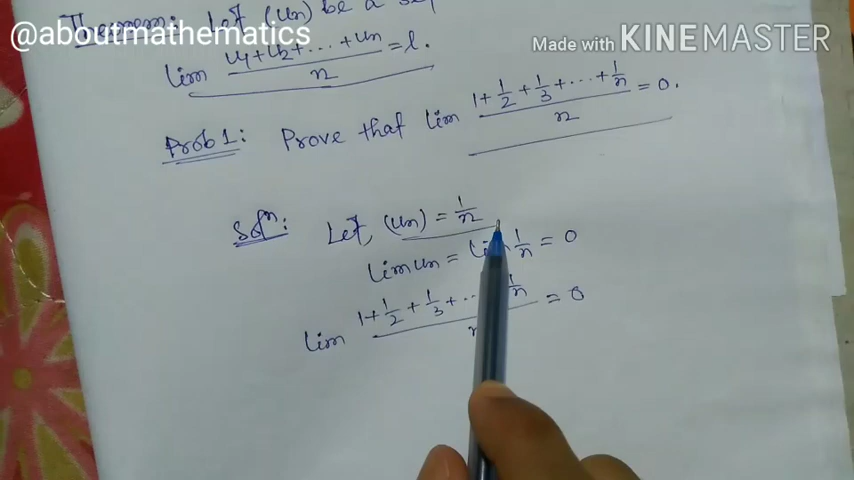 Theorem: Let (un) be a
@aboutmathematics
Made with KINEMASTER
lim (u1+u2+...+un)/n = l.
Prob 1: Prove that lim (1+1/2+1/3+...+1/n)/n = 0.
Solⁿ: Let, (un) = 1/n
lim un = lim 1/n = 0
lim (1+1/2+1/3+...1/n) = 0